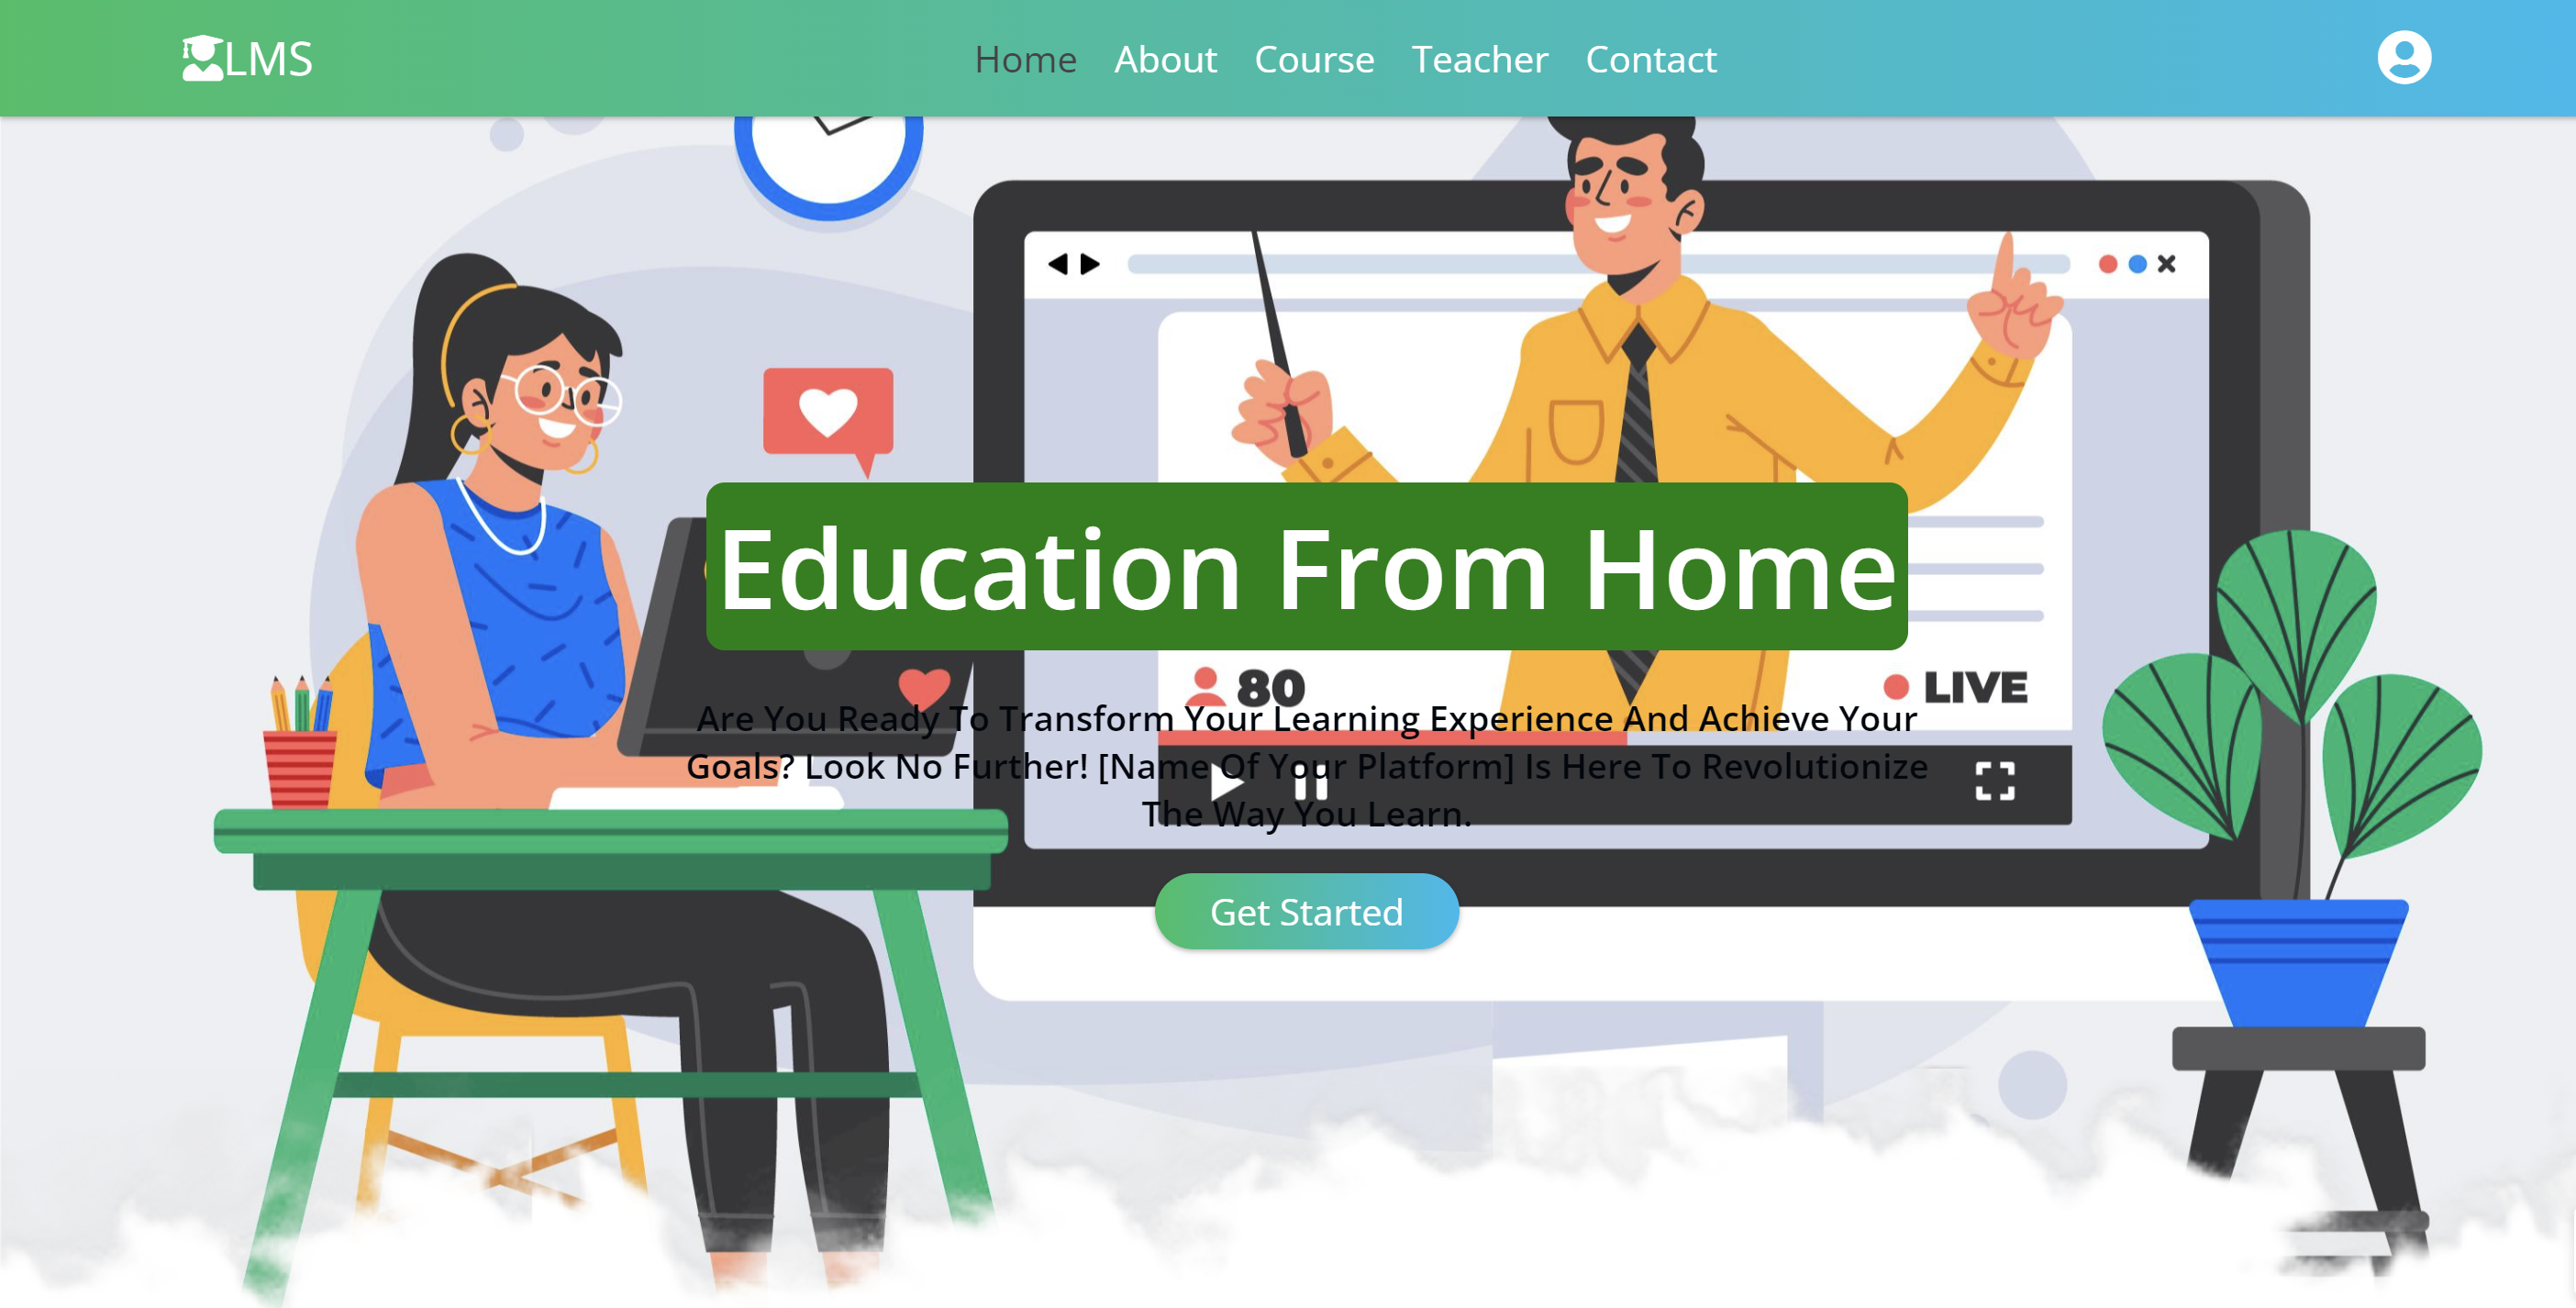 LMS
Home About Course Teacher Contact
Education From Home
80
LIVE
Are You Ready To Transform Your Learning Experience And Achieve Your
Goals? Look No Further! [Name Of Your Platform] Is Here To Revolutionize
The Way You Learn.
Get Started